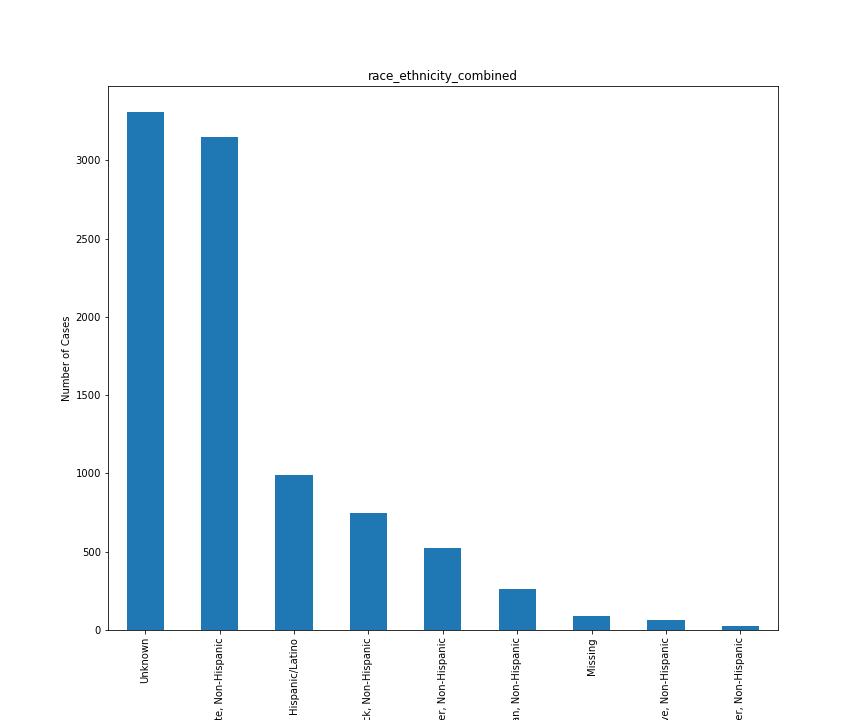 race_ethnicity_combined
Number of Cases
3000
2500
2000
1500
1000
500
0
Unknown
te, Non-Hispanic
Hispanic/Latino
ck, Non-Hispanic
er, Non-Hispanic
an, Non-Hispanic
Missing
ve, Non-Hispanic
er, Non-Hispanic